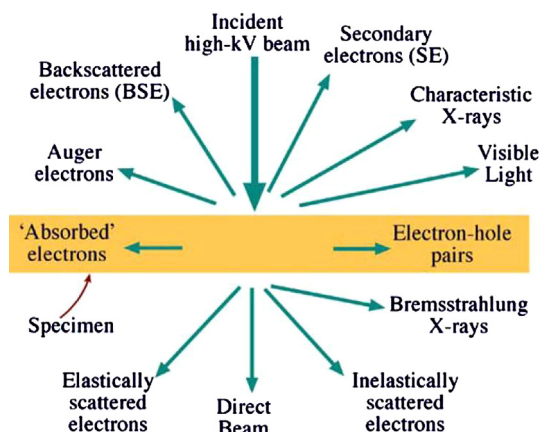 Incident
high-kV beam
Secondary
electrons (SE)
Backscattered
electrons (BSE)
Characteristic
X-rays
Auger
electrons
Visible
Light
'Absorbed'
electrons
Electron-hole
pairs
Specimen
Bremsstrahlung
X-rays
Elastically
scattered
electrons
Direct
Beam
Inelastically
scattered
electrons